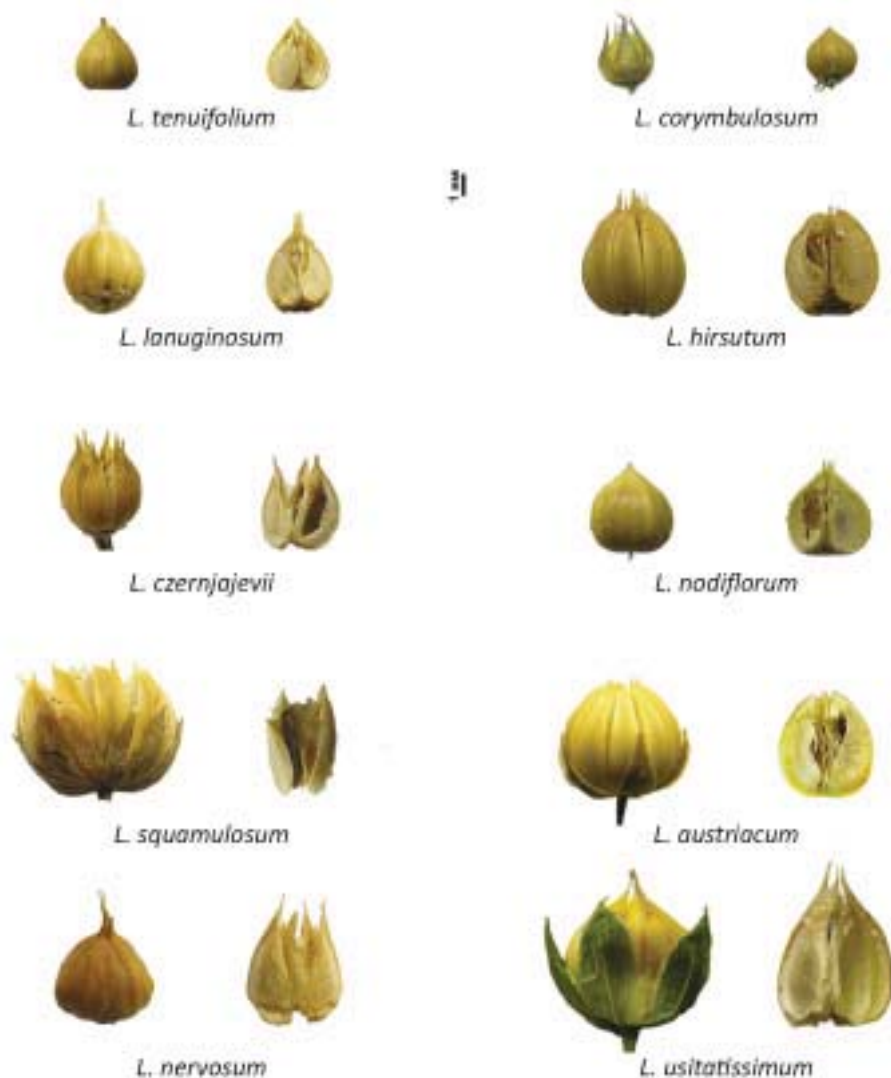 L. tenuifolium
L. corymbulosum
L. lanuginosum
L. hirsutum
L. czernjajevii
L. nodiflorum
L. squamulosum
L. austriacum
L. nervosum
L. usitatissimum